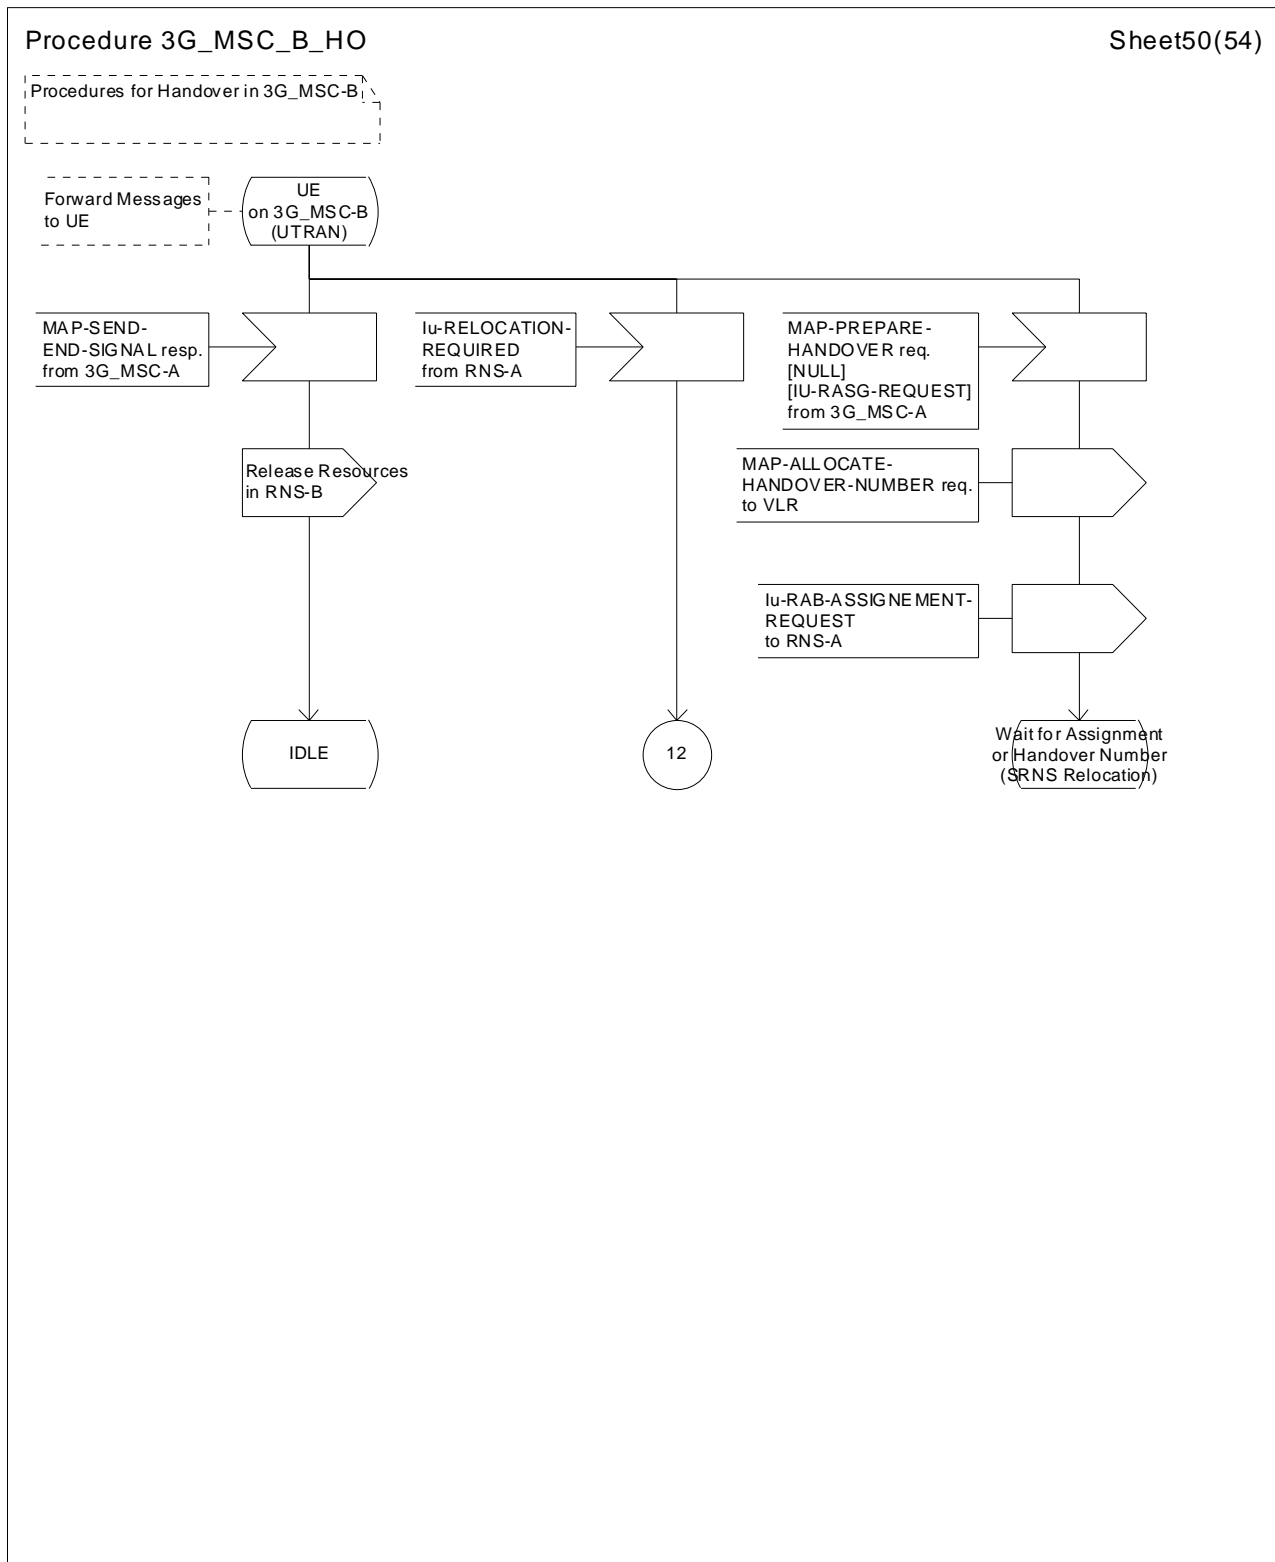 Procedure 3G_MSC_B_HO
Sheet50(54)
Procedures for Handover in 3G_MSC-B
Forward Messages
to UE
UE
on 3G_MSC-B
(UTRAN)
MAP-SEND-
END-SIGNAL resp.
from 3G_MSC-A
Iu-RELOCATION-
REQUIRED
from RNS-A
MAP-PREPARE-
HANDOVER req.
[NULL]
[IU-RASG-REQUEST]
from 3G_MSC-A
Release Resources
in RNS-B
MAP-ALLOCATE-
HANDOVER-NUMBER req.
to VLR
Iu-RAB-ASSIGNEMENT-
REQUEST
to RNS-A
IDLE
12
Wait for Assignment
or Handover Number
(SRNS Relocation)